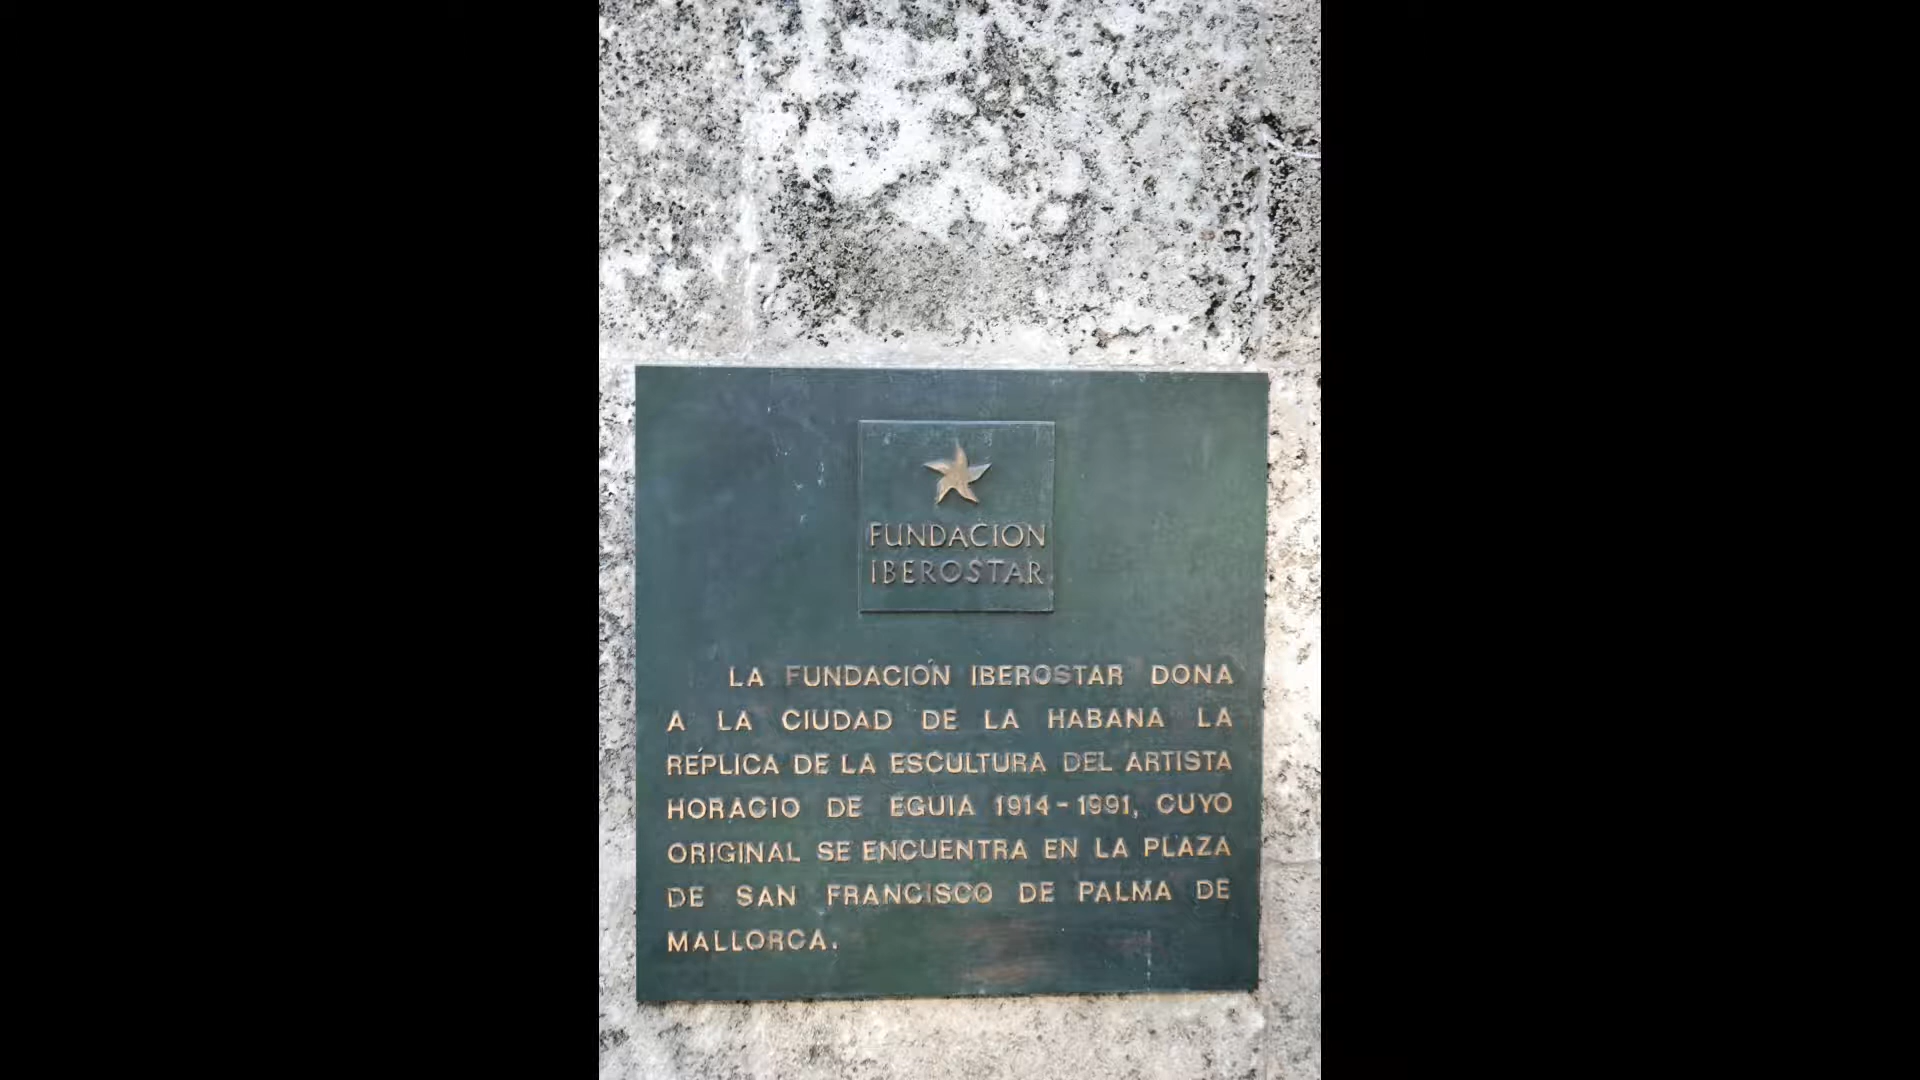 FUNDACION
IBEROSTAR
LA FUNDACIÓN IBEROSTAR DONA
A LA CIUDAD DE LA HABANA LA
RÉPLICA DE LA ESCULTURA DEL ARTISTA
HORACIO DE EGUIA 1914-1991, CUYO
ORIGINAL SE ENCUENTRA EN LA PLAZA
DE SAN FRANCISCO DE PALMA DE
MALLORCA.